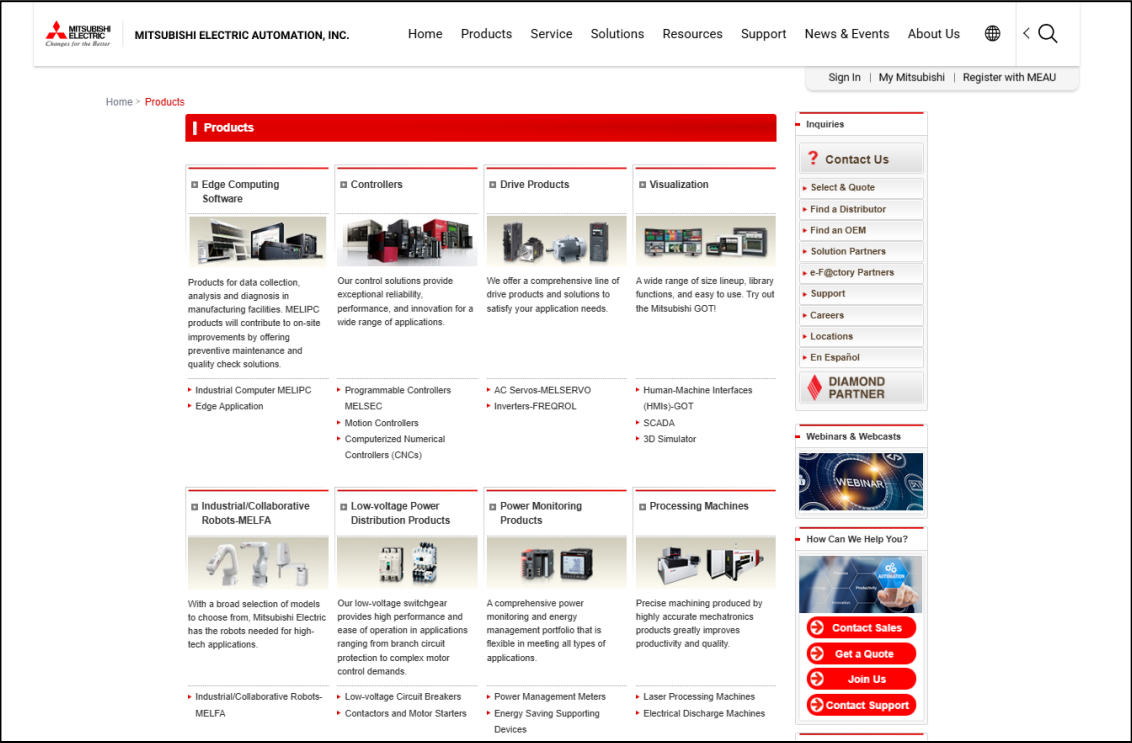 MITSUBISHI
ELECTRIC
Changes for the Better
MITSUBISHI ELECTRIC AUTOMATION, INC.
Home Products Service Solutions Resources Support News & Events About Us
Sign In | My Mitsubishi | Register with MEAU
Home > Products
Products
Edge Computing
Software
Products for data collection,
analysis and diagnosis in
manufacturing facilities. MELIPC
products will contribute to on-site
improvements by offering
preventive maintenance and
quality check solutions.
Industrial Computer MELIPC
Edge Application
Controllers
Our control solutions provide
exceptional reliability,
performance, and innovation for a
wide range of applications.
Programmable Controllers
MELSEC
Motion Controllers
Computerized Numerical
Controllers (CNCs)
Drive Products
We offer a comprehensive line of
drive products and solutions to
satisfy your application needs.
AC Servos-MELSERVO
Inverters-FREQROL
Visualization
A wide range of size lineup, library
functions, and easy to use. Try out
the Mitsubishi GOT!
Human-Machine Interfaces
(HMIs)-GOT
SCADA
3D Simulator
Industrial/Collaborative
Robots-MELFA
With a broad selection of models
to choose from, Mitsubishi Electric
has the robots needed for high-
tech applications.
Industrial/Collaborative Robots-
MELFA
Low-voltage Power
Distribution Products
Our low-voltage switchgear
provides high performance and
ease of operation in applications
ranging from branch circuit
protection to complex motor
control demands.
Low-voltage Circuit Breakers
Contactors and Motor Starters
Power Monitoring
Products
A comprehensive power
monitoring and energy
management portfolio that is
flexible in meeting all types of
applications.
Power Management Meters
Energy Saving Supporting
Devices
Processing Machines
Precise machining produced by
highly accurate mechatronics
products greatly improves
productivity and quality.
Laser Processing Machines
Electrical Discharge Machines
Inquiries
? Contact Us
Select & Quote
Find a Distributor
Find an OEM
Solution Partners
e-F@ctory Partners
Support
Careers
Locations
En Español
DIAMOND
PARTNER
Webinars & Webcasts
WEBINAR
How Can We Help You?
AUTOMATION
Productivity
Innovation
Contact Sales
Get a Quote
Join Us
Contact Support